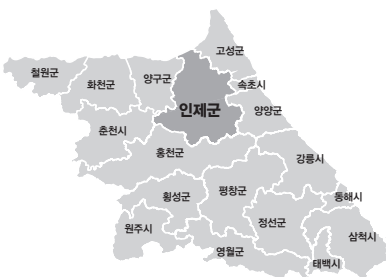 고성군
철원군
화천군
양구군
속초시
인제군
양양군
춘천시
홍천군
강릉시
횡성군
평창군
동해시
정선군
원주시
삼척시
영월군
태백시